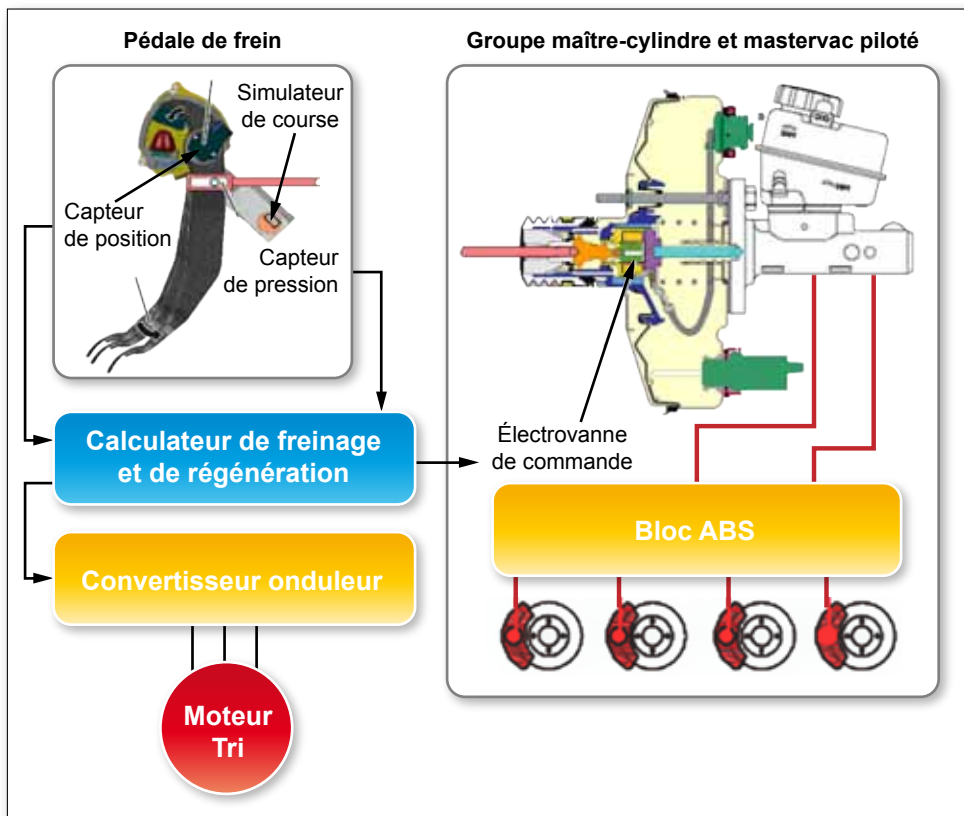 Pédale de frein
Groupe maître-cylindre et mastervac piloté
Simulateur
de course
Capteur
de position
Capteur
de pression
Électrovanne
de commande
Calculateur de freinage
et de régénération
Bloc ABS
Convertisseur onduleur
Moteur
Tri